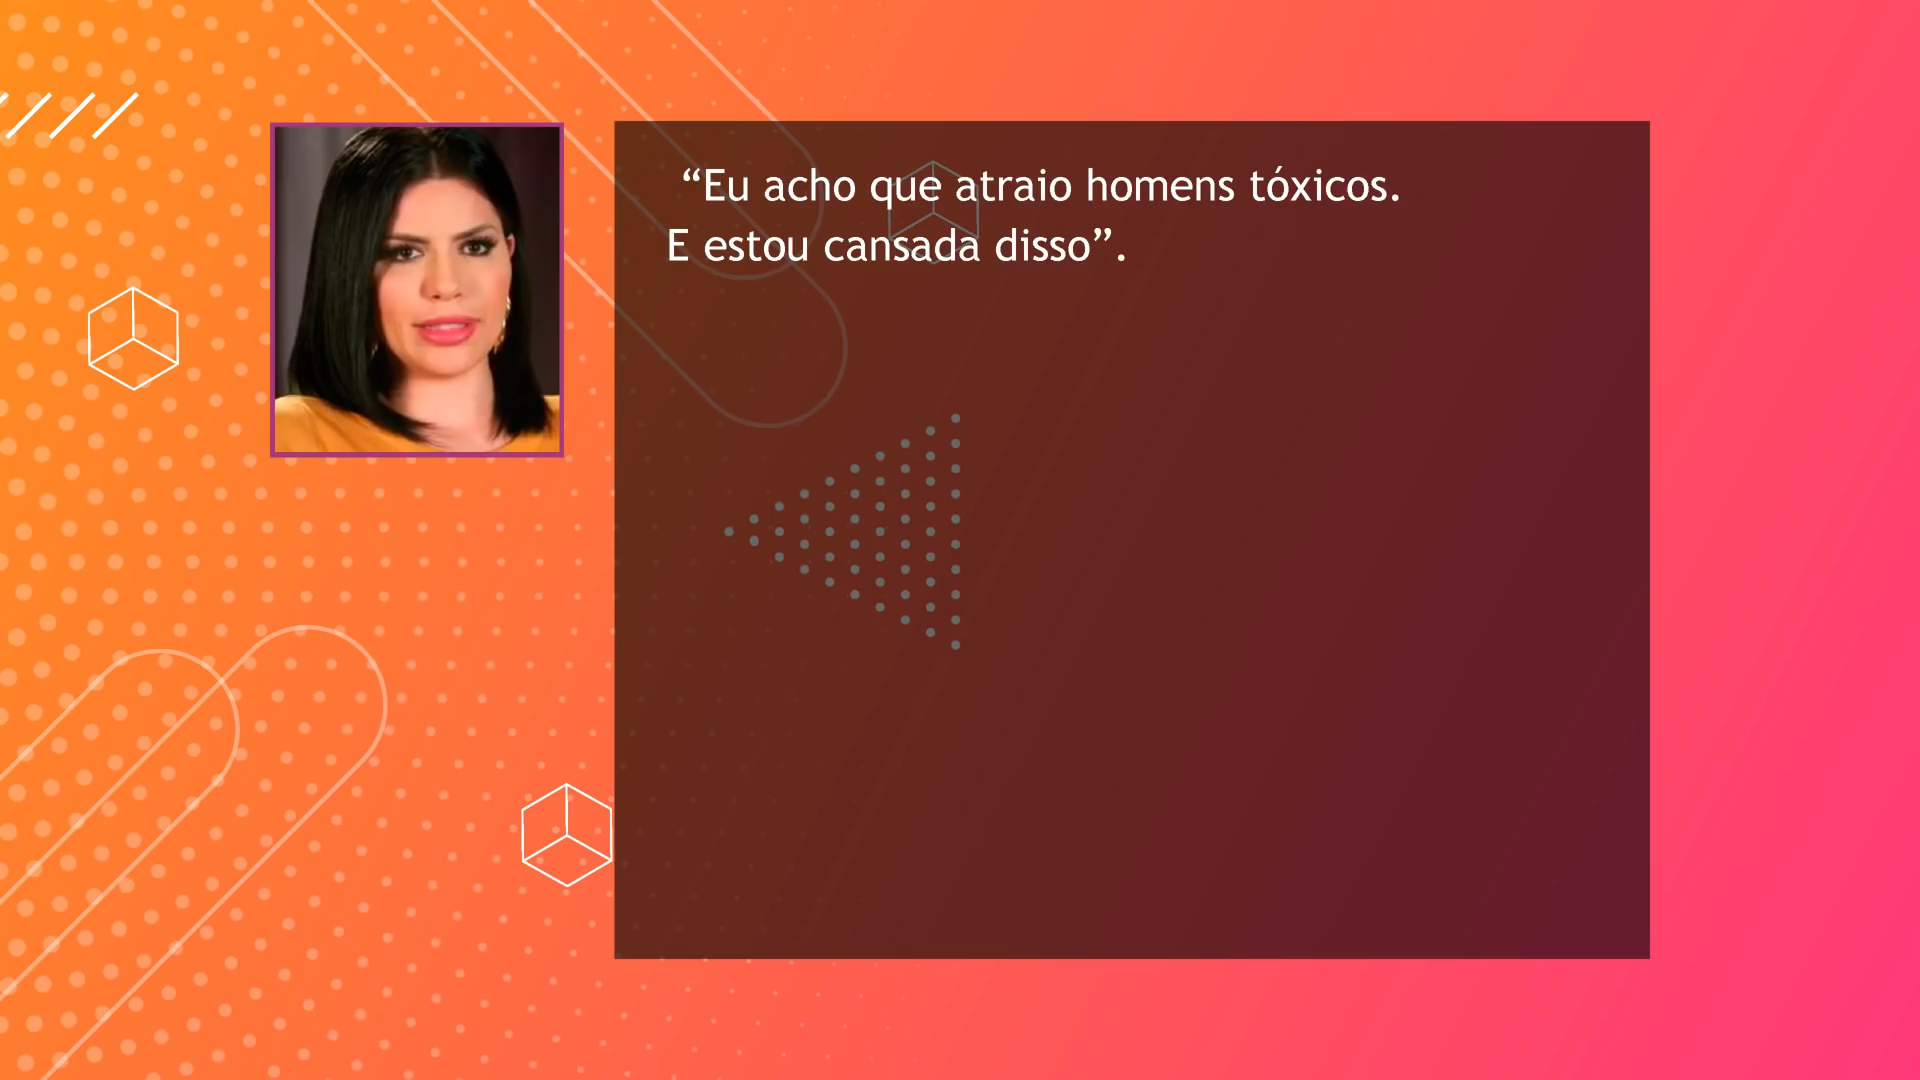 “Eu acho que atraio homens tóxicos.
E estou cansada disso”.